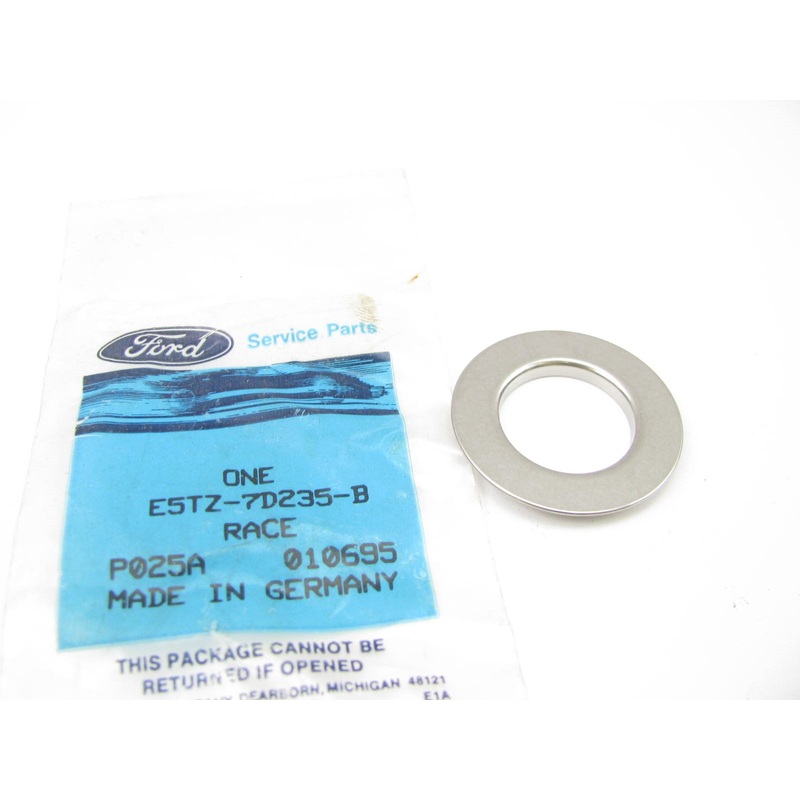 Ford Service Parts
ONE
E5TZ-7D235-B
RACE
P025A 010695
MADE IN GERMANY
THIS PACKAGE CANNOT BE
RETURNED IF OPENED
DEARBORN, MICHIGAN 48121
E1A